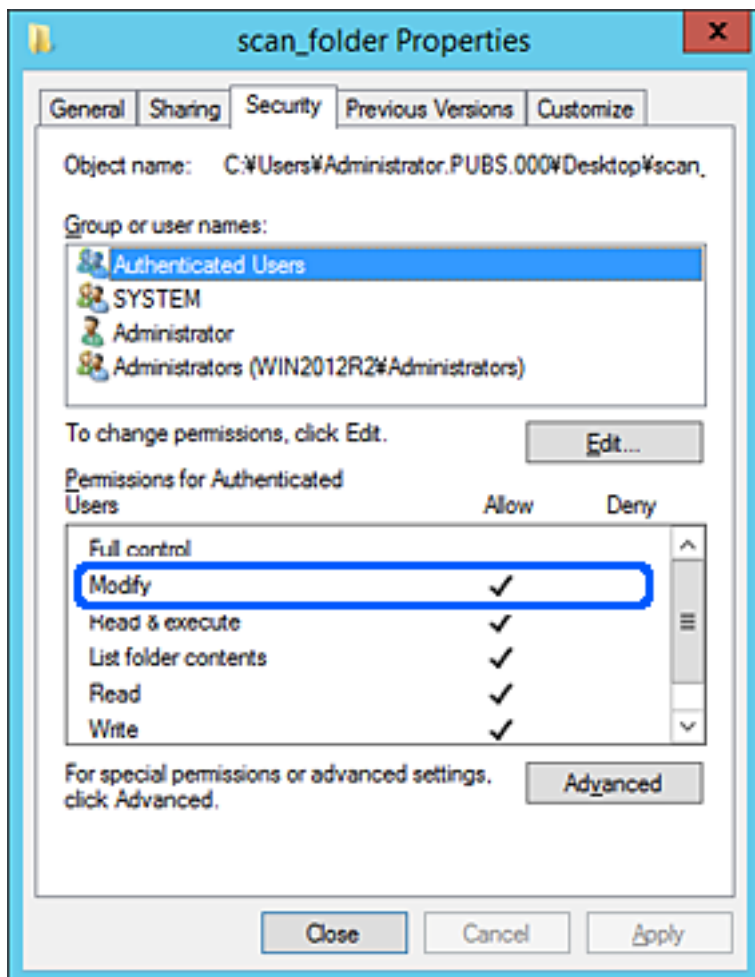 scan_folder Properties
x
General Sharing Security Previous Versions Customize
Object name: C:¥Users¥Administrator.PUBS.000¥Desktop¥scan_
Group or user names:
Authenticated Users
SYSTEM
Administrator
Administrators (WIN2012R2¥Administrators)
To change permissions, click Edit.
Edit...
Permissions for Authenticated
Users Allow Deny
Full control
Modify
Read & execute
List folder contents
Read
Write
For special permissions or advanced settings,
click Advanced.
Advanced
Close Cancel Apply